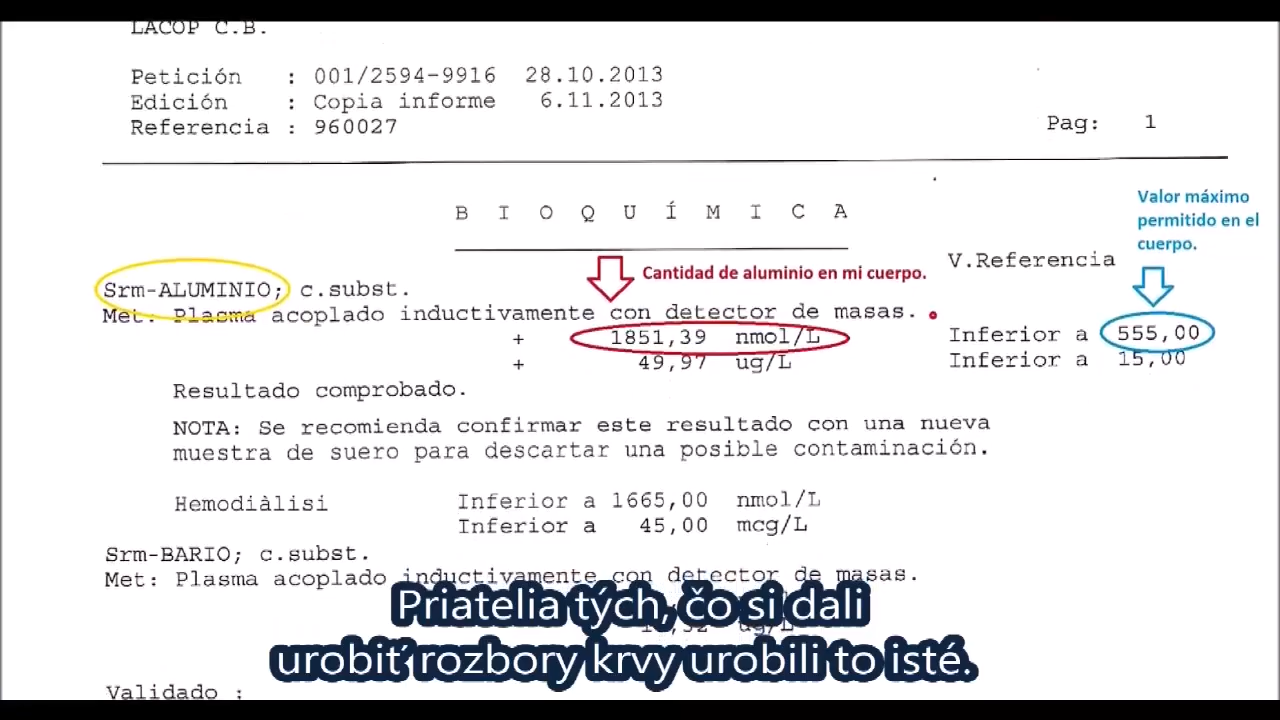 LACOP C.B.
Petición : 001/2594-9916 28.10.2013
Edición : Copia informe 6.11.2013
Referencia : 960027
Pag: 1
B I O Q U Í M I C A
Valor máximo
permitido en el
cuerpo.
V.Referencia
Cantidad de aluminio en mi cuerpo.
Srm-ALUMINIO; c.subst.
Met: Plasma acoplado inductivamente con detector de masas.
+ 1851,39 nmol/L Inferior a 555,00
+ 49,97 ug/L Inferior a 15,00
Resultado comprobado.
NOTA: Se recomienda confirmar este resultado con una nueva
muestra de suero para descartar una posible contaminación.
Hemodiàlisi Inferior a 1665,00 nmol/L
Inferior a 45,00 mcg/L
Srm-BARIO; c.subst.
Met: Plasma acoplado inductivamente con detector de masas.
ug/L
Priatelia tých, čo si dali
urobiť rozbory krvy urobili to isté.
Validado :